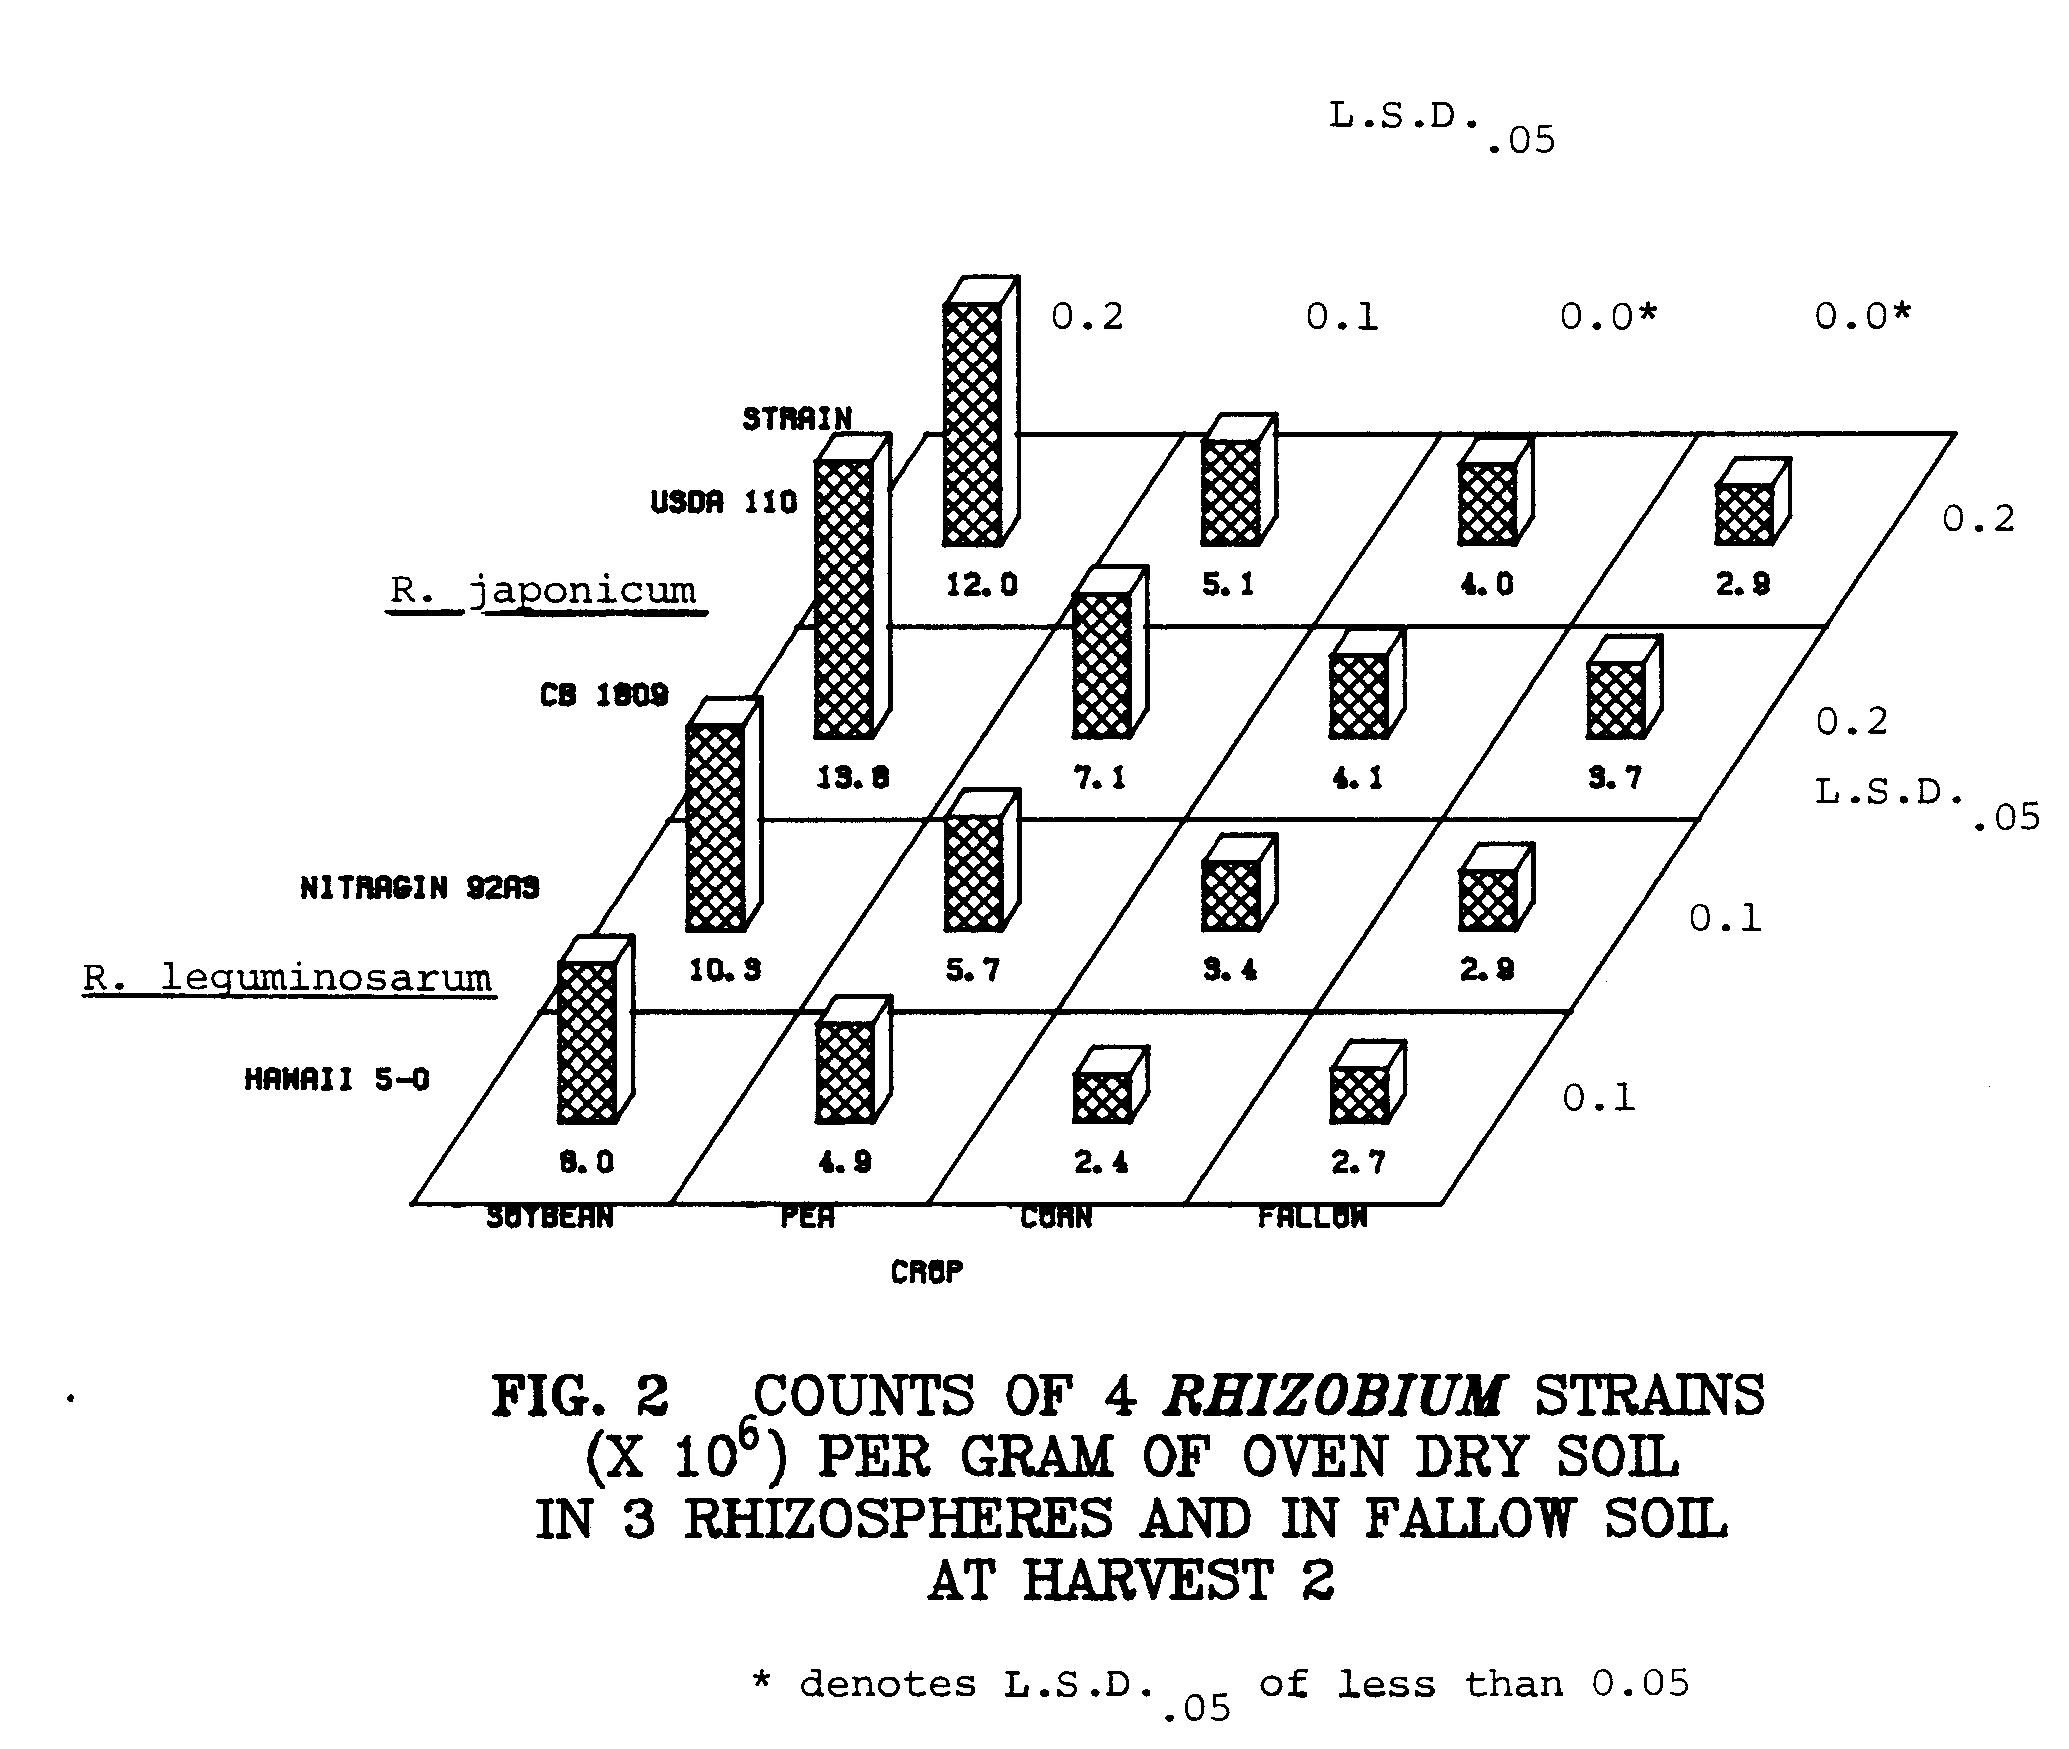 L.S.D. .05
0.2 0.1 0.0* 0.0*
STRAIN
USDA 110
0.2
12.0 5.1 4.0 2.9
R. japonicum
CB 1809
0.2
13.8 7.1 4.1 3.7
L.S.D. .05
NITRAGIN 92A3
0.1
10.3 5.7 3.4 2.9
R. leguminosarum
HAWAII 5-0
0.1
8.0 4.9 2.4 2.7
SOYBEAN PEA CORN FALLOW
CROP
FIG. 2 COUNTS OF 4 RHIZOBIUM STRAINS
(X 10⁶) PER GRAM OF OVEN DRY SOIL
IN 3 RHIZOSPHERES AND IN FALLOW SOIL
AT HARVEST 2
* denotes L.S.D. .05 of less than 0.05